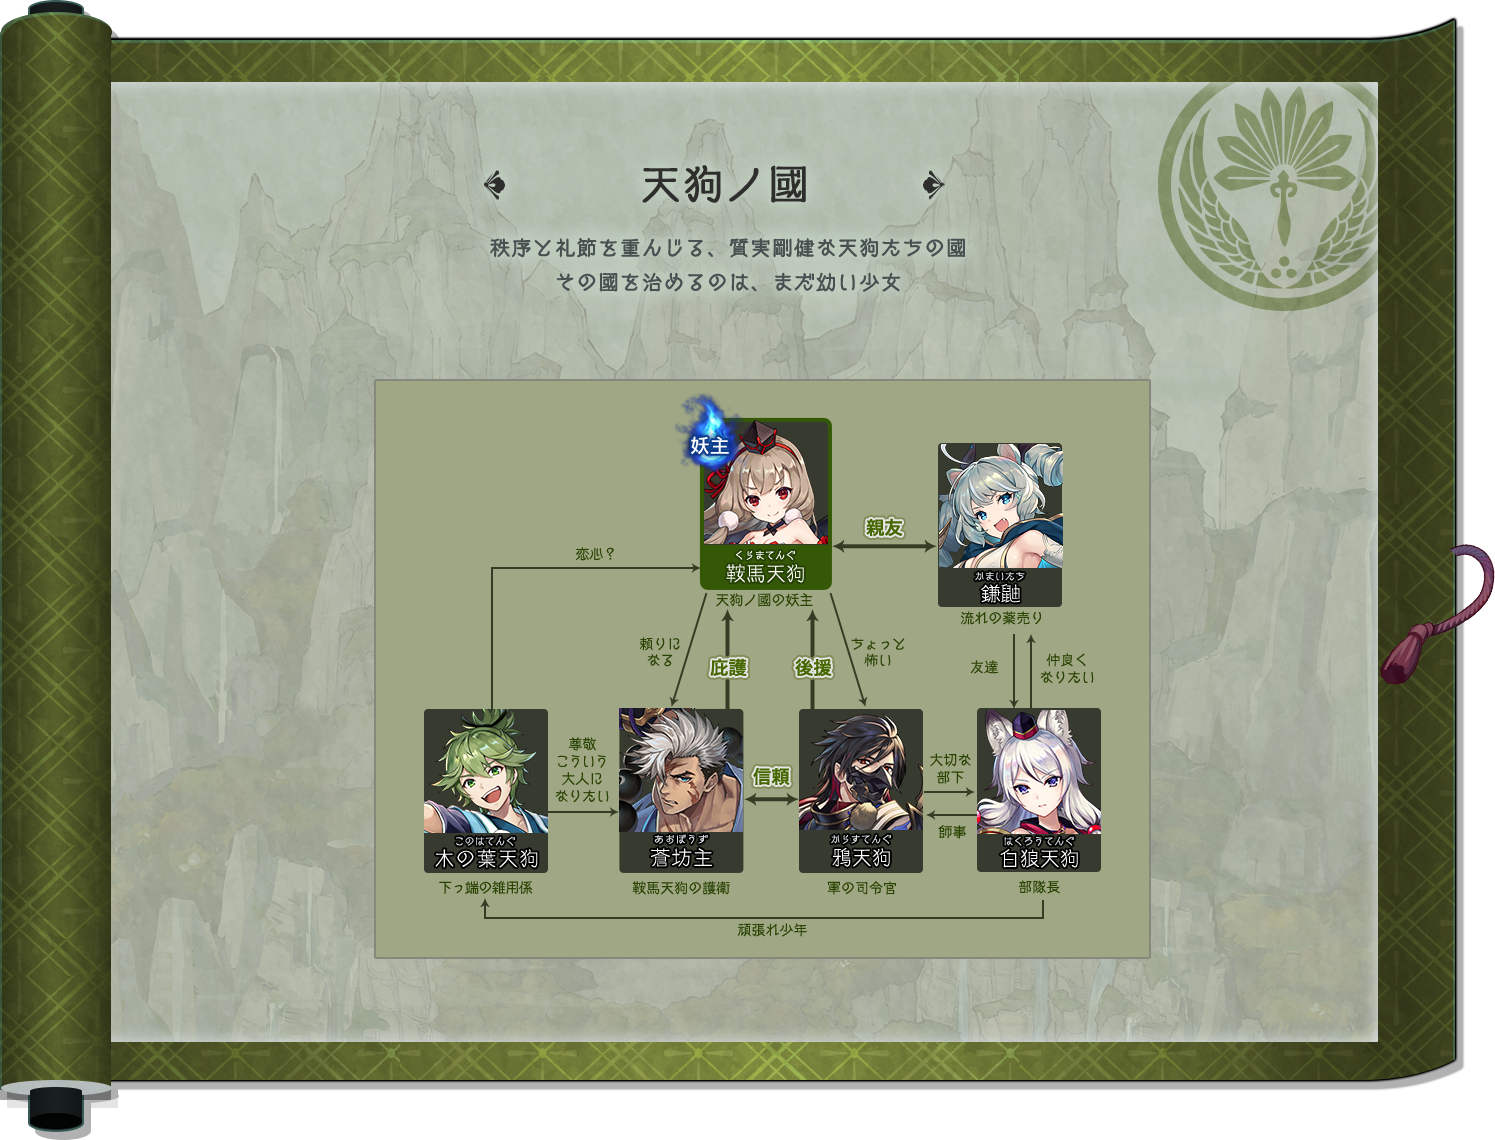 天狗ノ國
秩序と礼節を重んじる、質実剛健な天狗たちの國
その國を治めるのは、まだ幼い少女
妖主
くらまてんぐ
鞍馬天狗
天狗ノ國の妖主
親友
かまいたち
鎌鼬
流れの薬売り
恋心？
頼りに
なる
庇護
後援
ちょっと
怖い
友達
仲良く
なりたい
このはてんぐ
木の葉天狗
下っ端の雑用係
尊敬
こういう
大人に
なりたい
あおぼうず
蒼坊主
鞍馬天狗の護衛
信頼
からすてんぐ
鴉天狗
軍の司令官
大切な
部下
師事
はくろうてんぐ
白狼天狗
部隊長
頑張れ少年